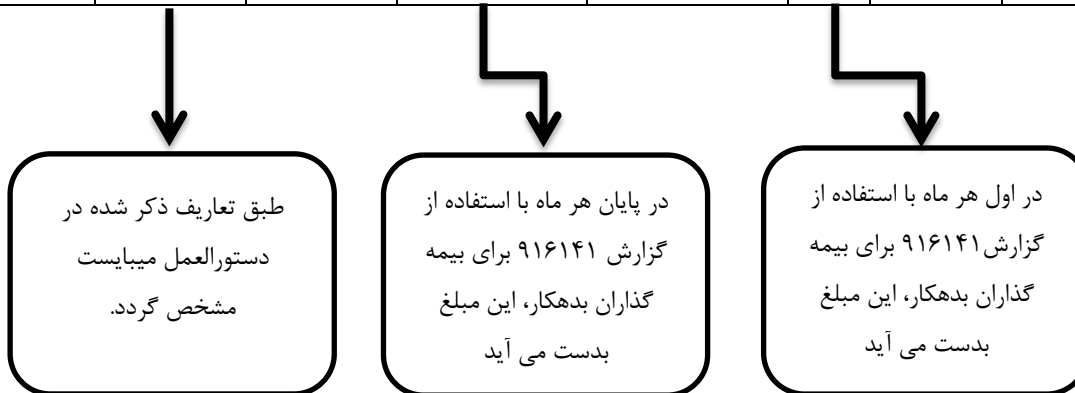 در اول هر ماه با استفاده از
گزارش۹۱۶۱۴۱ برای بیمه
گذاران بدهکار، این مبلغ
بدست می آید
در پایان هر ماه با استفاده از
گزارش ۹۱۶۱۴۱ برای بیمه
گذاران بدهکار، این مبلغ
بدست می آید
طبق تعاریف ذکر شده در
دستورالعمل میبایست
مشخص گردد.